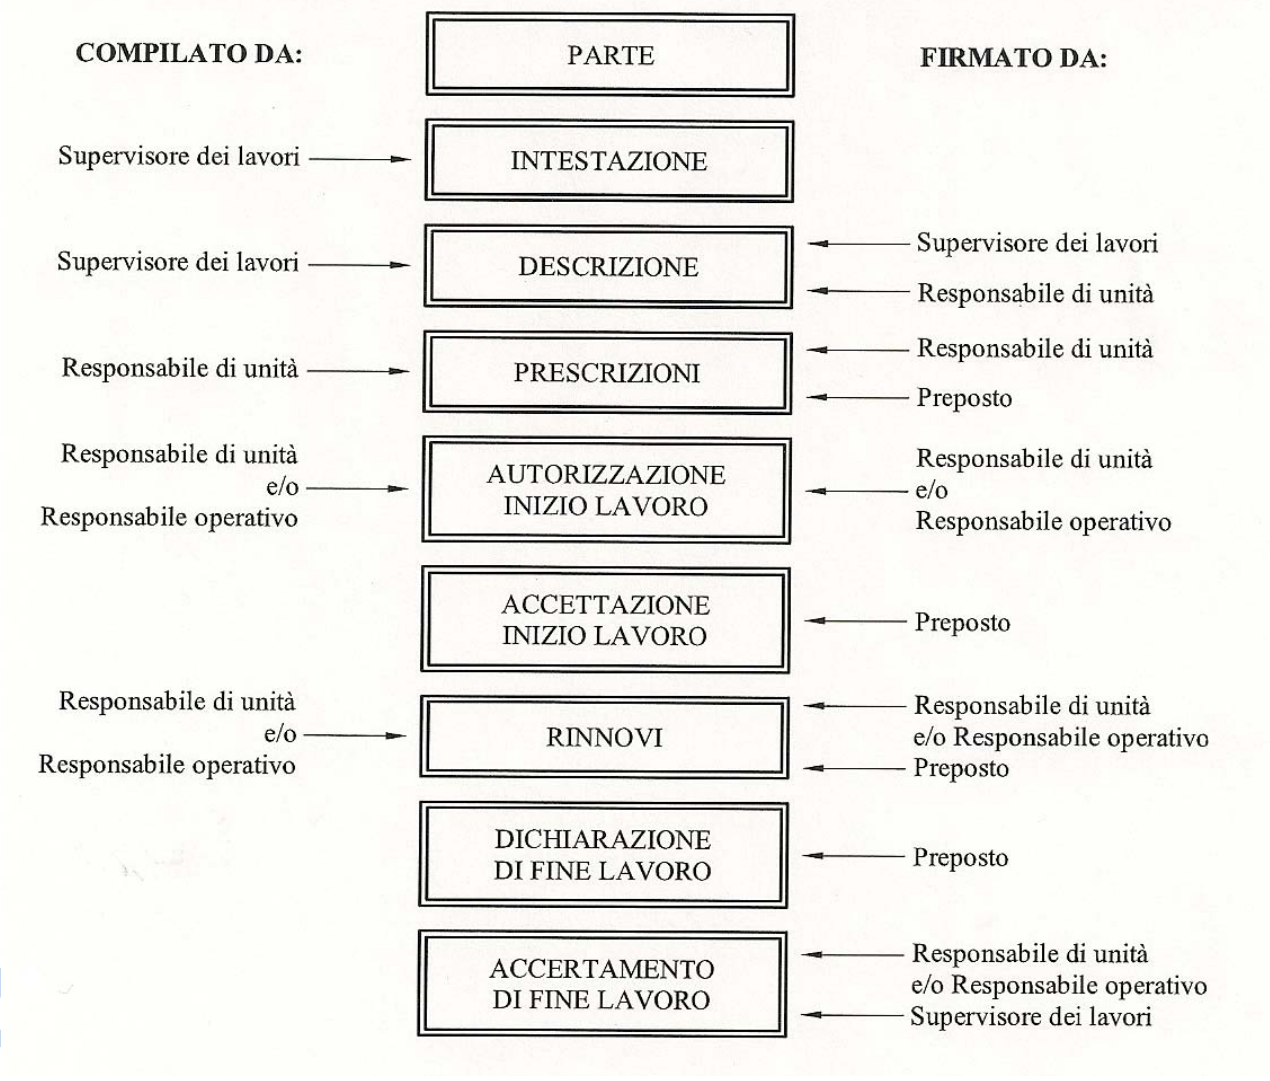 COMPILATO DA:
PARTE
FIRMATO DA:
Supervisore dei lavori
INTESTAZIONE
Supervisore dei lavori
DESCRIZIONE
Supervisore dei lavori
Responsabile di unità
Responsabile di unità
PRESCRIZIONI
Responsabile di unità
Preposto
Responsabile di unità
e/o
Responsabile operativo
AUTORIZZAZIONE
INIZIO LAVORO
Responsabile di unità
e/o
Responsabile operativo
ACCETTAZIONE
INIZIO LAVORO
Preposto
Responsabile di unità
e/o
Responsabile operativo
RINNOVI
Responsabile di unità
e/o Responsabile operativo
Preposto
DICHIARAZIONE
DI FINE LAVORO
Preposto
ACCERTAMENTO
DI FINE LAVORO
Responsabile di unità
e/o Responsabile operativo
Supervisore dei lavori